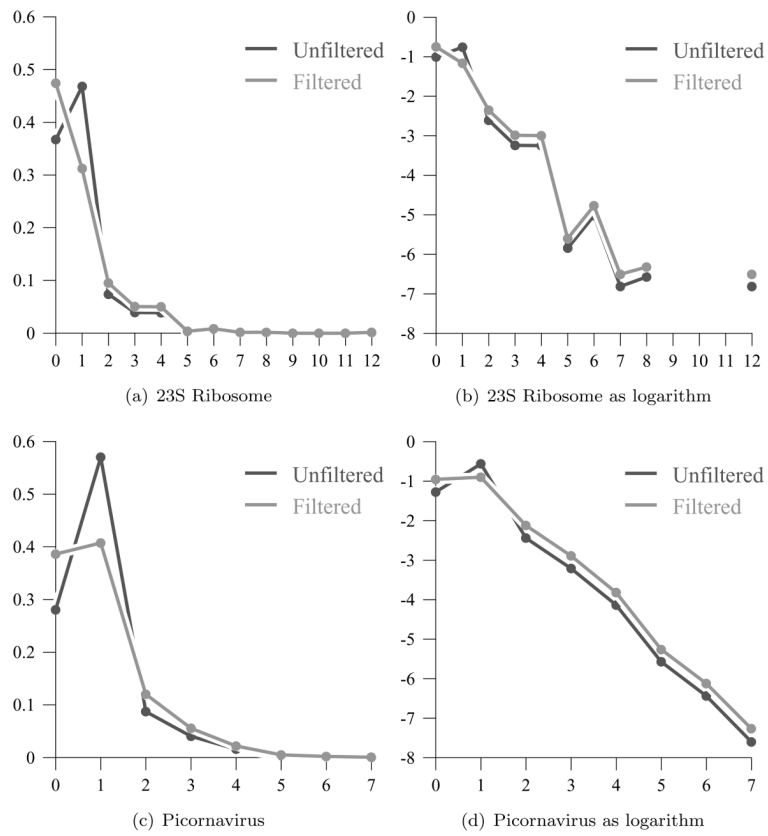 0.6
0.5
0.4
0.3
0.2
0.1
0
0 1 2 3 4 5 6 7 8 9 10 11 12
Unfiltered
Filtered
(a) 23S Ribosome
0
-1
-2
-3
-4
-5
-6
-7
-8
0 1 2 3 4 5 6 7 8 9 10 11 12
Unfiltered
Filtered
(b) 23S Ribosome as logarithm
0.6
0.5
0.4
0.3
0.2
0.1
0
0 1 2 3 4 5 6 7
Unfiltered
Filtered
(c) Picornavirus
0
-1
-2
-3
-4
-5
-6
-7
-8
0 1 2 3 4 5 6 7
Unfiltered
Filtered
(d) Picornavirus as logarithm